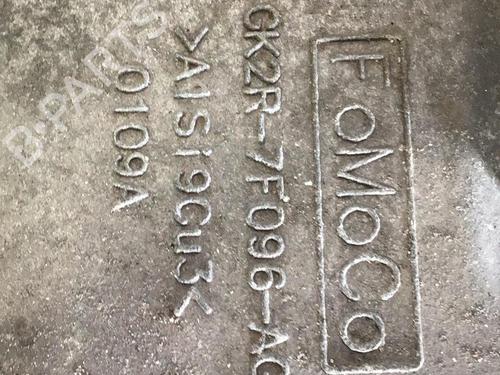 FoMoCo
GK2R-7F096-AC
>AlSi9Cu3<
0109A
B-PARTS